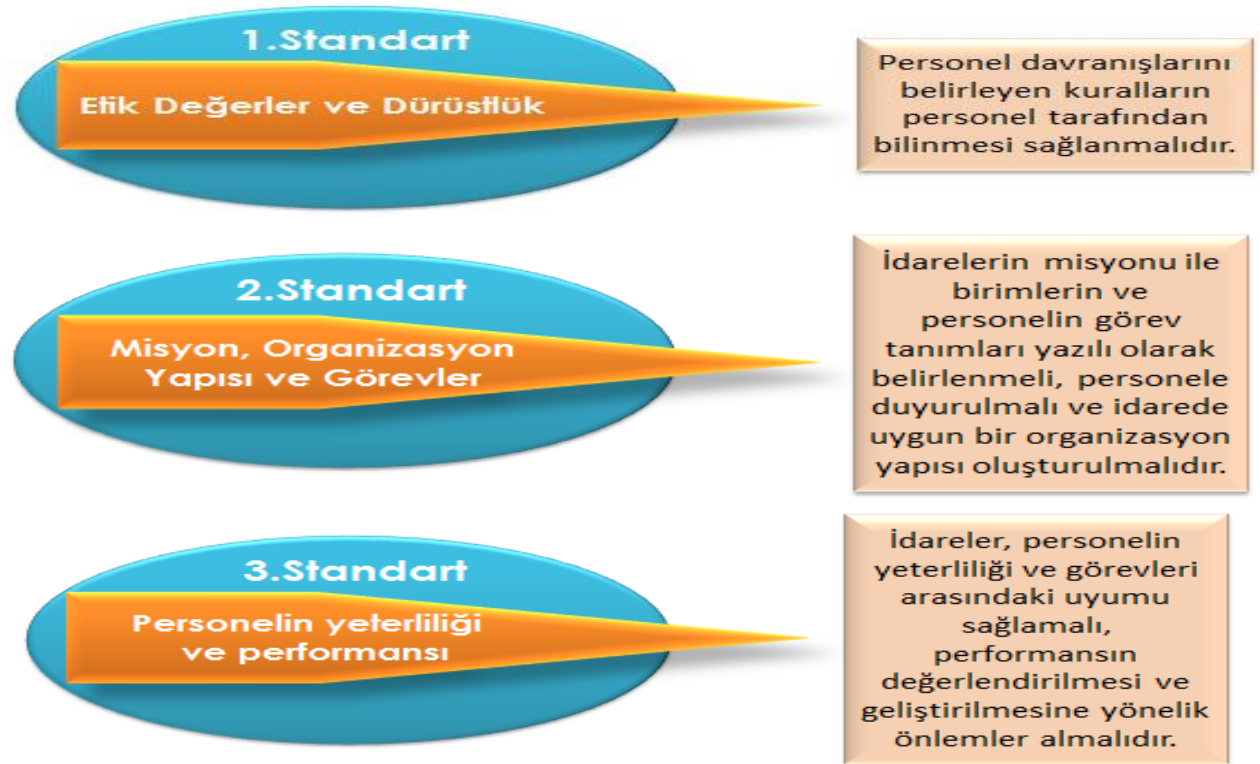 1.Standart
Etik Değerler ve Dürüstlük
Personel davranışlarını
belirleyen kuralların
personel tarafından
bilinmesi sağlanmalıdır.
2.Standart
Misyon, Organizasyon
Yapısı ve Görevler
İdarelerin misyonu ile
birimlerin ve
personelin görev
tanımları yazılı olarak
belirlenmeli, personele
duyurulmalı ve idarede
uygun bir organizasyon
yapısı oluşturulmalıdır.
3.Standart
Personelin yeterliliği
ve performansı
İdareler, personelin
yeterliliği ve görevleri
arasındaki uyumu
sağlamalı,
performansın
değerlendirilmesi ve
geliştirilmesine yönelik
önlemler almalıdır.